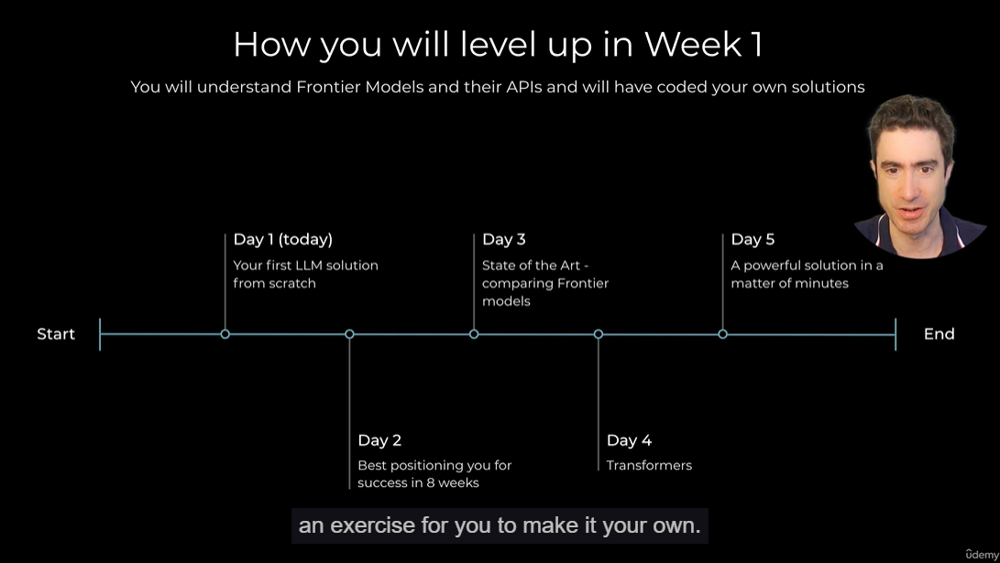 How you will level up in Week 1
You will understand Frontier Models and their APIs and will have coded your own solutions
Day 1 (today)
Your first LLM solution
from scratch
Day 3
State of the Art -
comparing Frontier
models
Day 5
A powerful solution in a
matter of minutes
Start
End
Day 2
Best positioning you for
success in 8 weeks
Day 4
Transformers
an exercise for you to make it your own.
ûdemy